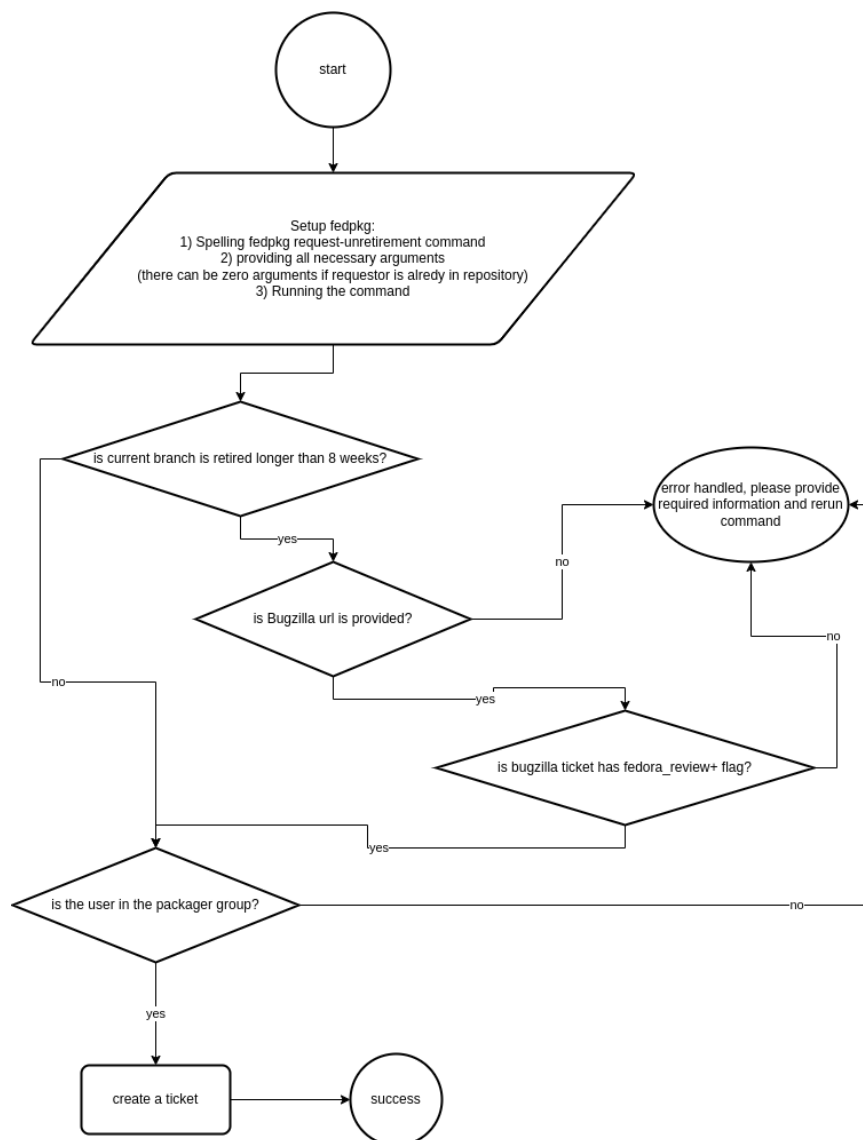 start
Setup fedpkg:
1) Spelling fedpkg request-unretirement command
2) providing all necessary arguments
(there can be zero arguments if requestor is alredy in repository)
3) Running the command
is current branch is retired longer than 8 weeks?
error handled, please provide
required information and rerun
command
yes
no
is Bugzilla url is provided?
no
no
yes
is bugzilla ticket has fedora_review+ flag?
yes
is the user in the packager group?
no
yes
create a ticket
success